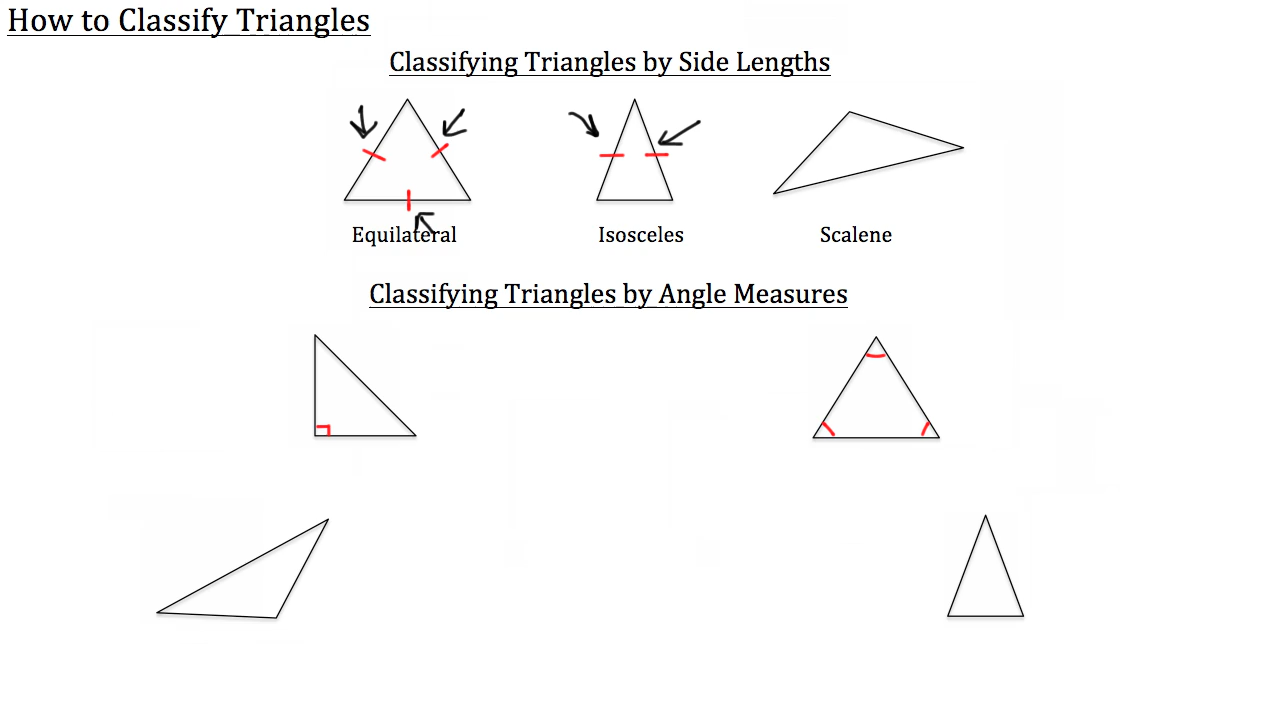 How to Classify Triangles
Classifying Triangles by Side Lengths
Equilateral Isosceles Scalene
Classifying Triangles by Angle Measures